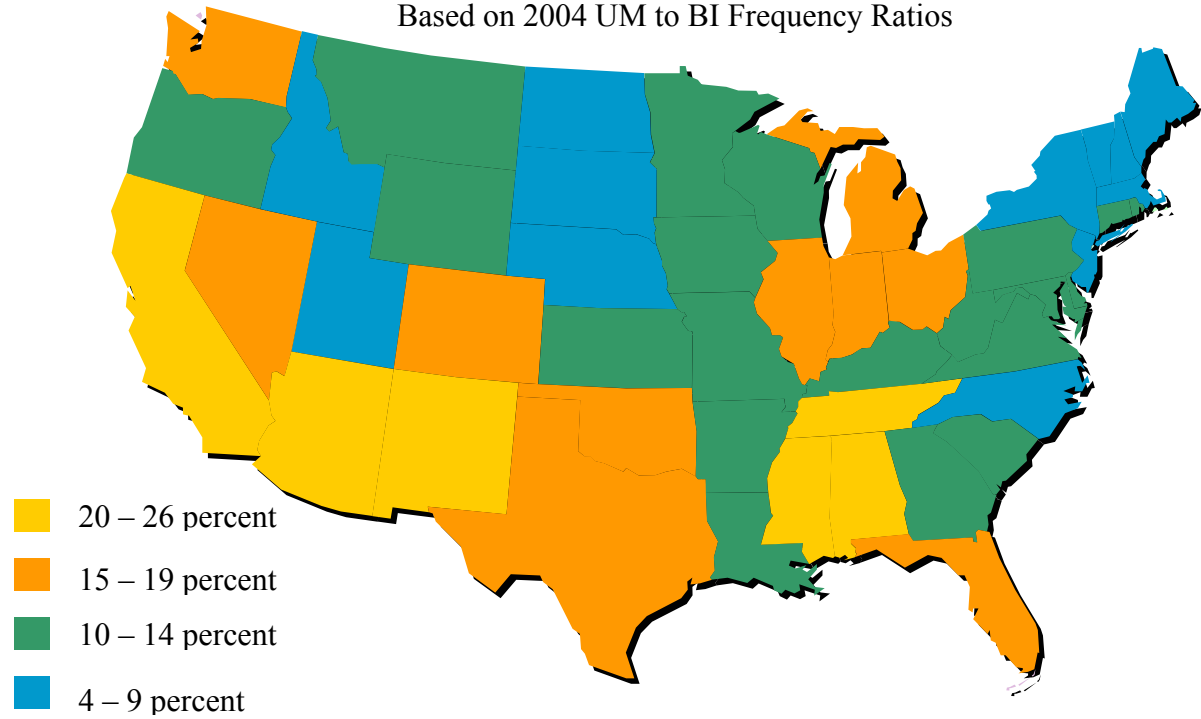 Based on 2004 UM to BI Frequency Ratios
20 – 26 percent
15 – 19 percent
10 – 14 percent
4 – 9 percent